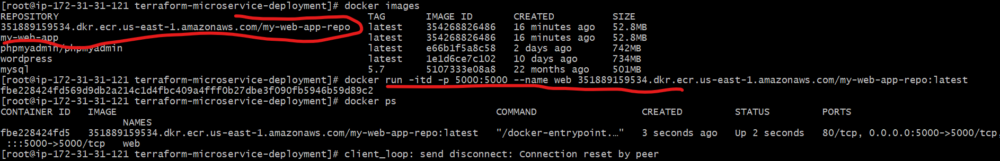 [root@ip-172-31-31-121 terraform-microservice-deployment]# docker images
REPOSITORY TAG IMAGE ID CREATED SIZE
351889159534.dkr.ecr.us-east-1.amazonaws.com/my-web-app-repo latest 354268826486 16 minutes ago 52.8MB
my-web-app latest 354268826486 16 minutes ago 52.8MB
phpmyadmin/phpmyadmin latest e66b1f5a8c58 2 days ago 742MB
wordpress latest 1e1d6ce7c102 10 days ago 734MB
mysql 5.7 5107333e08a8 22 months ago 501MB
[root@ip-172-31-31-121 terraform-microservice-deployment]# docker run -itd -p 5000:5000 --name web 351889159534.dkr.ecr.us-east-1.amazonaws.com/my-web-app-repo:latest
fbe228424fd569d9db2a214c1d4fbc409a4fff0b27dbe3f090fb5946b59d89c2
[root@ip-172-31-31-121 terraform-microservice-deployment]# docker ps
CONTAINER ID IMAGE COMMAND CREATED STATUS PORTS
NAMES
fbe228424fd5 351889159534.dkr.ecr.us-east-1.amazonaws.com/my-web-app-repo:latest "/docker-entrypoint.…" 3 seconds ago Up 2 seconds 80/tcp, 0.0.0.0:5000->5000/tcp,
:::5000->5000/tcp web
[root@ip-172-31-31-121 terraform-microservice-deployment]# client_loop: send disconnect: Connection reset by peer